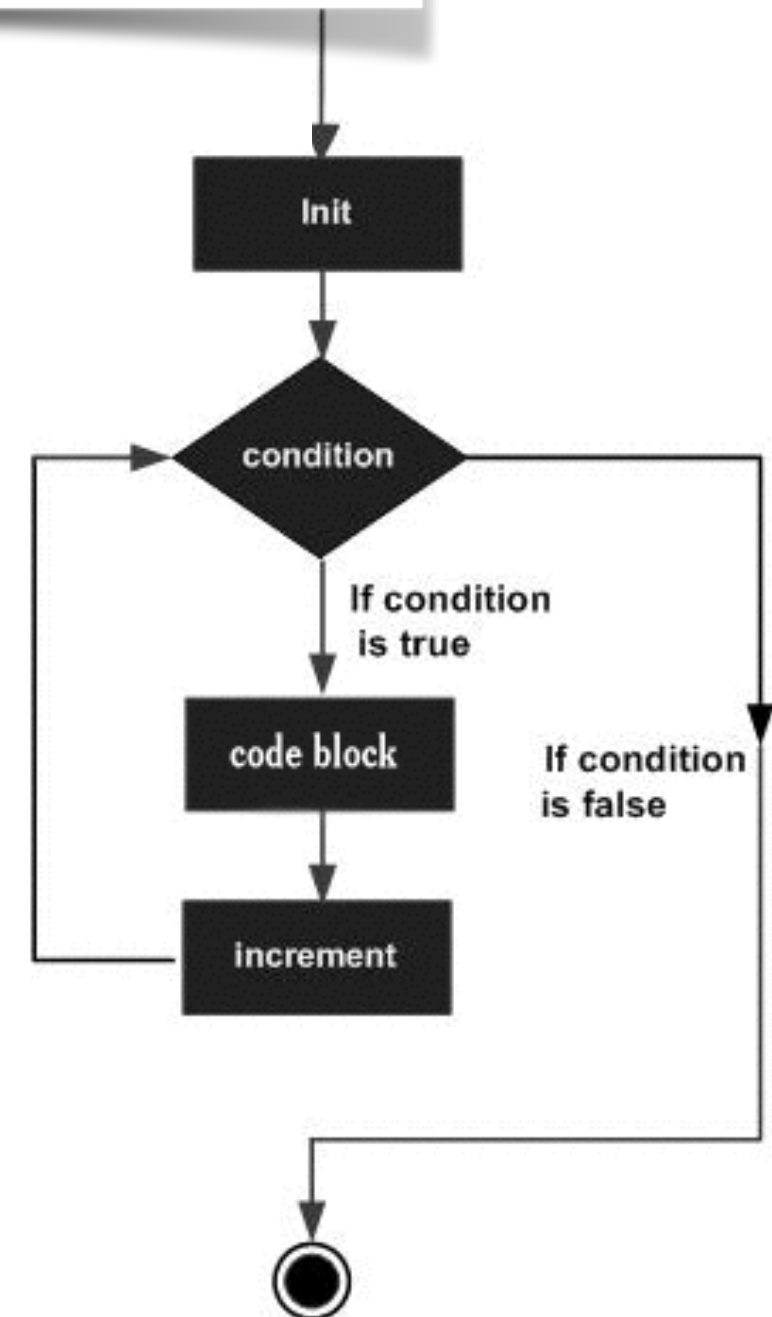 Init
condition
If condition
is true
code block
If condition
is false
increment